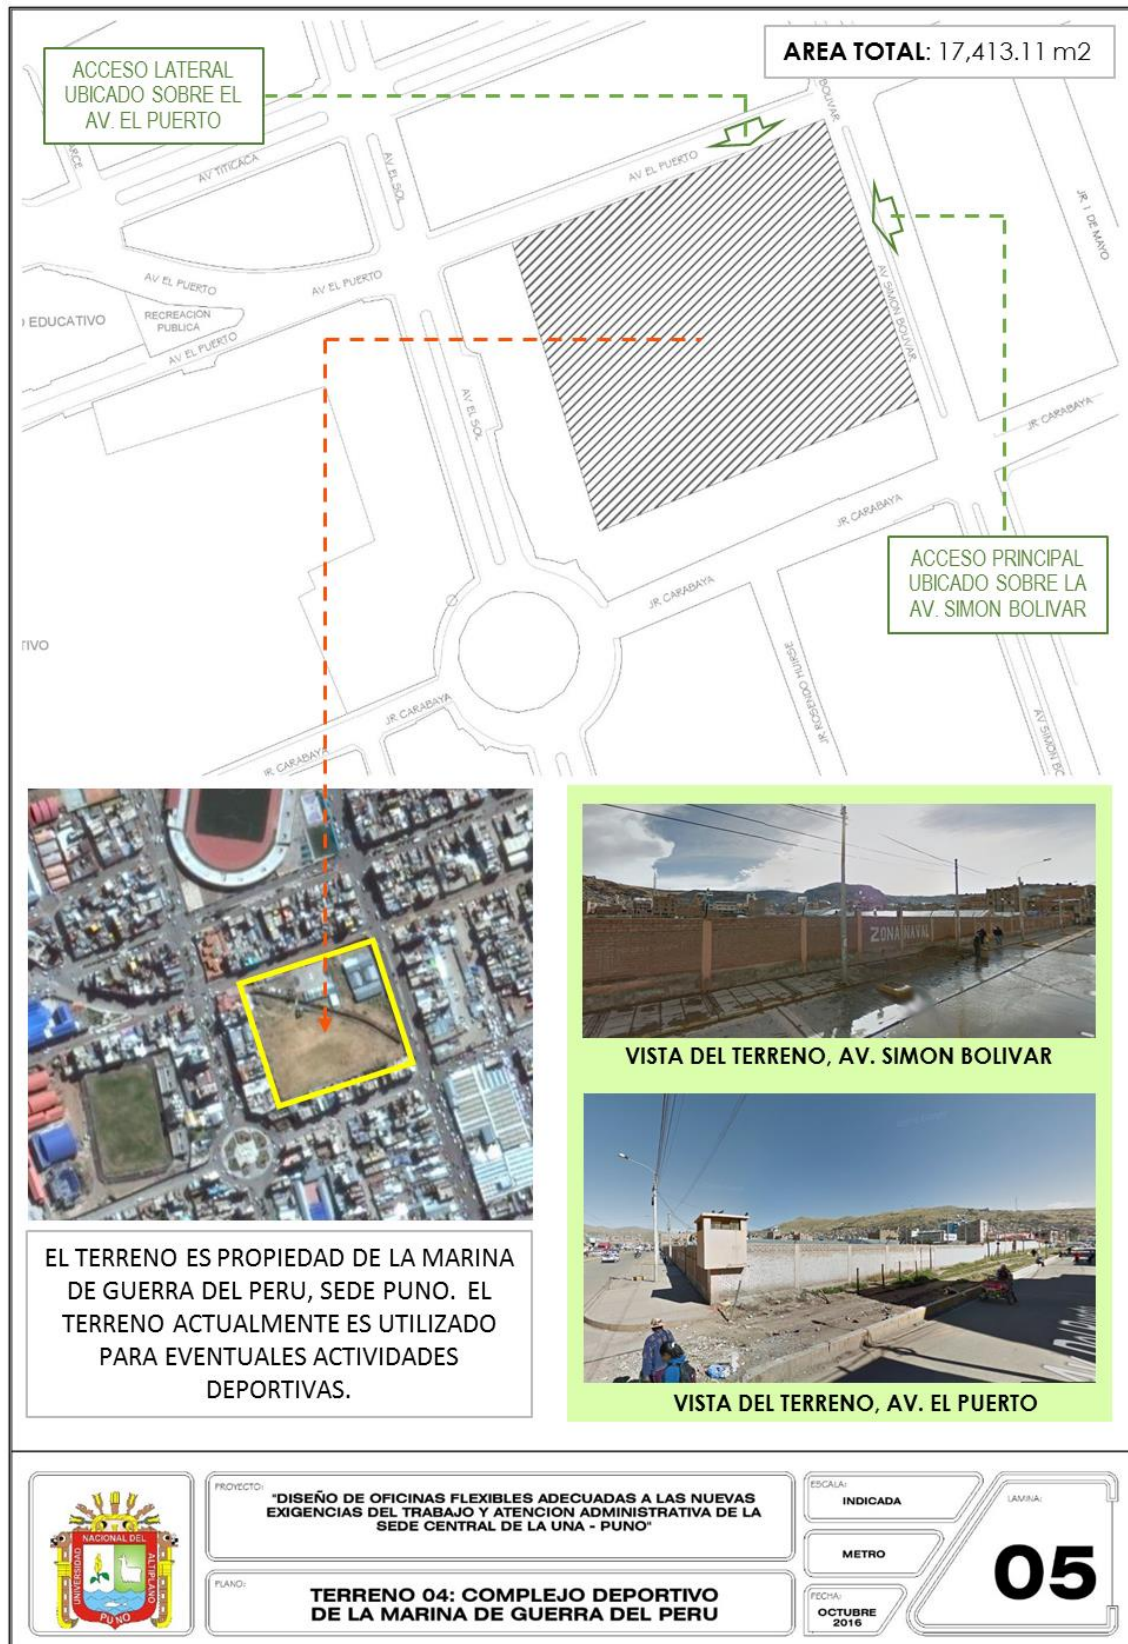 AREA TOTAL: 17,413.11 m2
ACCESO LATERAL
UBICADO SOBRE EL
AV. EL PUERTO
BOLIVAR
ARCE
AV TITICACA
AV EL SOL
AV EL PUERTO
JR. 1 DE MAYO
AV EL PUERTO
AV EL PUERTO
AV SIMON BOLIVAR
O EDUCATIVO
RECREACION
PUBLICA
AV EL PUERTO
AV EL SOL
JR CARABAYA
JR CARABAYA
ACCESO PRINCIPAL
UBICADO SOBRE LA
AV. SIMON BOLIVAR
JR CARABAYA
TIVO
JR ROSENDO HUIRSE
JR CARABAYA
AV SIMON BO
JR CARABAYA
ZONA NAVAL
VISTA DEL TERRENO, AV. SIMON BOLIVAR
VISTA DEL TERRENO, AV. EL PUERTO
EL TERRENO ES PROPIEDAD DE LA MARINA
DE GUERRA DEL PERU, SEDE PUNO. EL
TERRENO ACTUALMENTE ES UTILIZADO
PARA EVENTUALES ACTIVIDADES
DEPORTIVAS.
UNIVERSIDAD
NACIONAL DEL
ALTIPLANO
PUNO
PROYECTO:
"DISEÑO DE OFICINAS FLEXIBLES ADECUADAS A LAS NUEVAS
EXIGENCIAS DEL TRABAJO Y ATENCION ADMINISTRATIVA DE LA
SEDE CENTRAL DE LA UNA - PUNO"
PLANO:
TERRENO 04: COMPLEJO DEPORTIVO
DE LA MARINA DE GUERRA DEL PERU
ESCALA:
INDICADA
METRO
FECHA:
OCTUBRE
2016
LAMINA:
05